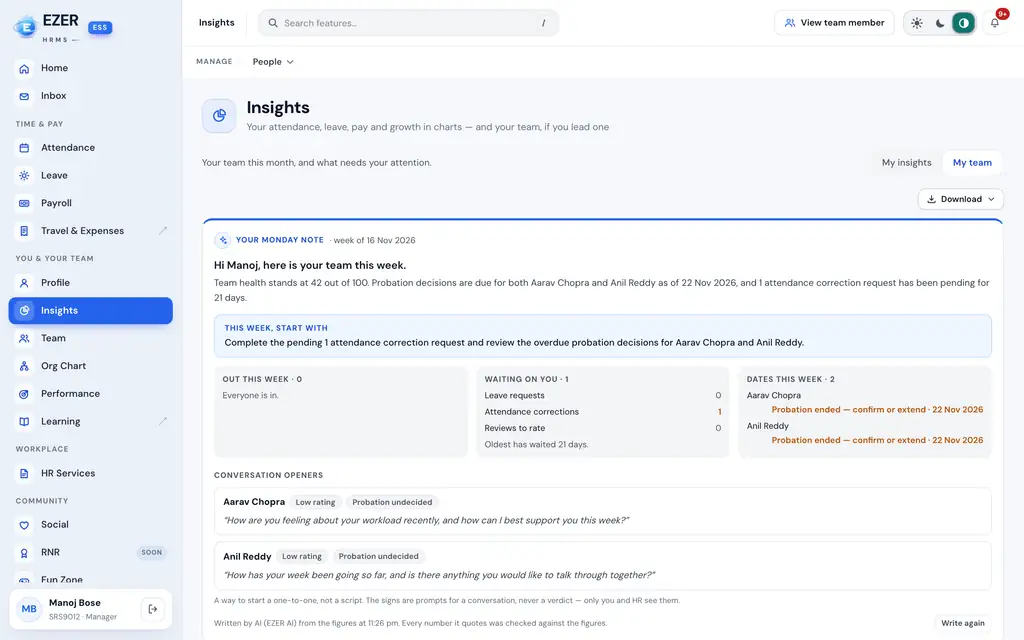 EZER
HRMS
ESS
Home
Inbox
TIME & PAY
Attendance
Leave
Payroll
Travel & Expenses
YOU & YOUR TEAM
Profile
Insights
Team
Org Chart
Performance
Learning
WORKPLACE
HR Services
COMMUNITY
Social
RNR SOON
Fun Zone
MB Manoj Bose
SRS9012 · Manager
Insights
Search features.. /
View team member
9+
MANAGE People
Insights
Your attendance, leave, pay and growth in charts — and your team, if you lead one
Your team this month, and what needs your attention.
My insights My team
Download
YOUR MONDAY NOTE · week of 16 Nov 2026
Hi Manoj, here is your team this week.
Team health stands at 42 out of 100. Probation decisions are due for both Aarav Chopra and Anil Reddy as of 22 Nov 2026, and 1 attendance correction request has been pending for
21 days.
THIS WEEK, START WITH
Complete the pending 1 attendance correction request and review the overdue probation decisions for Aarav Chopra and Anil Reddy.
OUT THIS WEEK · 0
Everyone is in.
WAITING ON YOU · 1
Leave requests 0
Attendance corrections 1
Reviews to rate 0
Oldest has waited 21 days.
DATES THIS WEEK · 2
Aarav Chopra
Probation ended — confirm or extend · 22 Nov 2026
Anil Reddy
Probation ended — confirm or extend · 22 Nov 2026
CONVERSATION OPENERS
Aarav Chopra Low rating Probation undecided
“How are you feeling about your workload recently, and how can I best support you this week?”
Anil Reddy Low rating Probation undecided
“How has your week been going so far, and is there anything you would like to talk through together?”
A way to start a one-to-one, not a script. The signs are prompts for a conversation, never a verdict — only you and HR see them.
Written by AI (EZER AI) from the figures at 11:26 pm. Every number it quotes was checked against the figures.
Write again